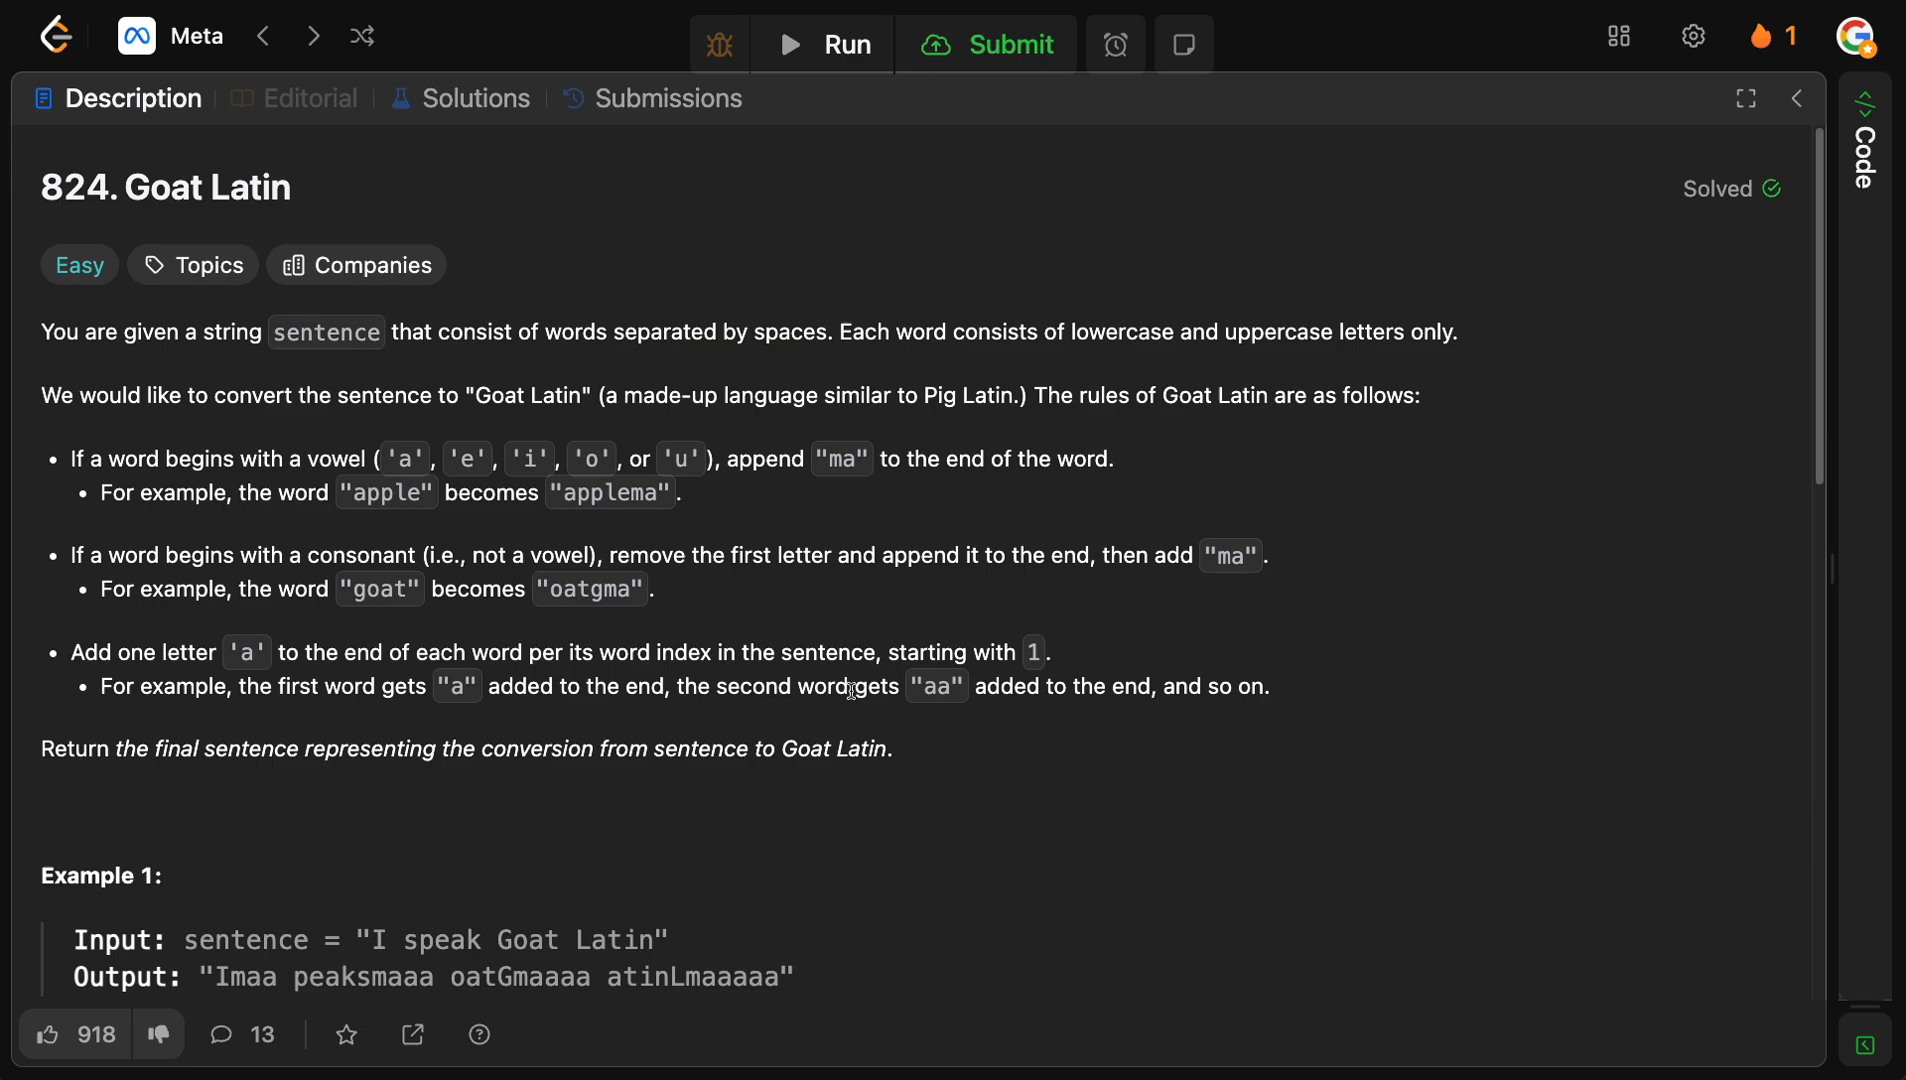 Meta
Run
Submit
1
Description
Editorial
Solutions
Submissions
Code
824. Goat Latin
Solved
Easy
Topics
Companies
You are given a string sentence that consist of words separated by spaces. Each word consists of lowercase and uppercase letters only.
We would like to convert the sentence to "Goat Latin" (a made-up language similar to Pig Latin.) The rules of Goat Latin are as follows:
• If a word begins with a vowel ('a', 'e', 'i', 'o', or 'u'), append "ma" to the end of the word.
• For example, the word "apple" becomes "applema".
• If a word begins with a consonant (i.e., not a vowel), remove the first letter and append it to the end, then add "ma".
• For example, the word "goat" becomes "oatgma".
• Add one letter 'a' to the end of each word per its word index in the sentence, starting with 1.
• For example, the first word gets "a" added to the end, the second word gets "aa" added to the end, and so on.
Return the final sentence representing the conversion from sentence to Goat Latin.
Example 1:
Input: sentence = "I speak Goat Latin"
Output: "Imaa peaksmaaa oatGmaaaa atinLmaaaaa"
918
13